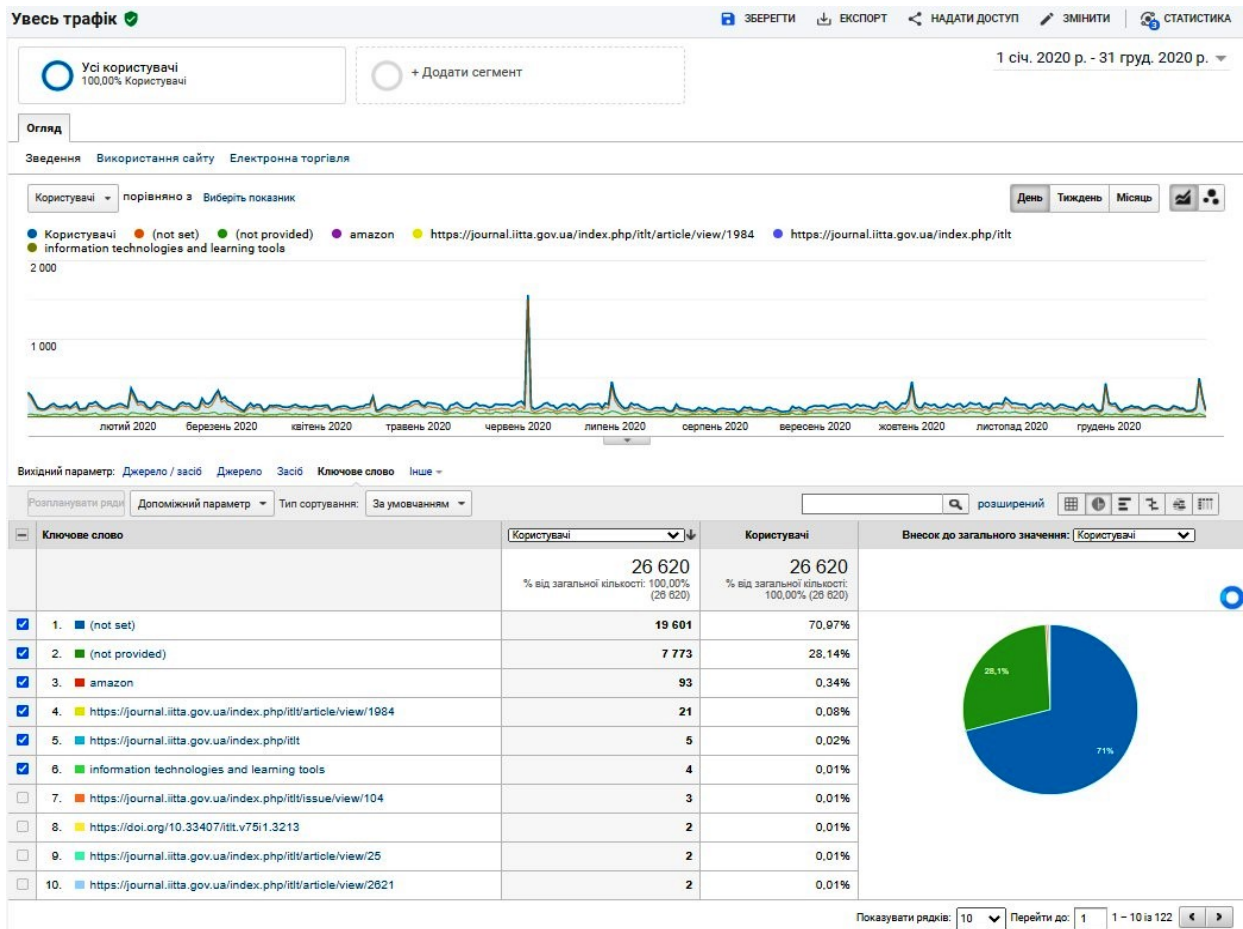 Увесь трафік
ЗБЕРЕГТИ ЕКСПОРТ НАДАТИ ДОСТУП ЗМІНИТИ 3 СТАТИСТИКА
Усі користувачі
100,00% Користувачі
+ Додати сегмент
1 січ. 2020 р. - 31 груд. 2020 р.
Огляд
Зведення Використання сайту Електронна торгівля
Користувачі порівняно з Виберіть показник
День Тиждень Місяць
Користувачі (not set) (not provided) amazon https://journal.iitta.gov.ua/index.php/itlt/article/view/1984 https://journal.iitta.gov.ua/index.php/itlt
information technologies and learning tools
2 000
1 000
лютий 2020 березень 2020 квітень 2020 травень 2020 червень 2020 липень 2020 серпень 2020 вересень 2020 жовтень 2020 листопад 2020 грудень 2020
Вихідний параметр: Джерело / засіб Джерело Засіб Ключове слово Інше
Розпланувати ряди Допоміжний параметр Тип сортування: За умовчанням розширений
Ключове слово Користувачі Користувачі Внесок до загального значення: Користувачі
26 620 26 620
% від загальної кількості: 100,00% % від загальної кількості:
(26 620) 100,00% (26 620)
1. (not set) 19 601 70,97%
2. (not provided) 7 773 28,14%
3. amazon 93 0,34%
4. https://journal.iitta.gov.ua/index.php/itlt/article/view/1984 21 0,08%
5. https://journal.iitta.gov.ua/index.php/itlt 5 0,02%
6. information technologies and learning tools 4 0,01%
7. https://journal.iitta.gov.ua/index.php/itlt/issue/view/104 3 0,01%
8. https://doi.org/10.33407/itlt.v75i1.3213 2 0,01%
9. https://journal.iitta.gov.ua/index.php/itlt/article/view/25 2 0,01%
10. https://journal.iitta.gov.ua/index.php/itlt/article/view/2621 2 0,01%
28,1%
71%
Показувати рядків: 10 Перейти до: 1 1 – 10 із 122